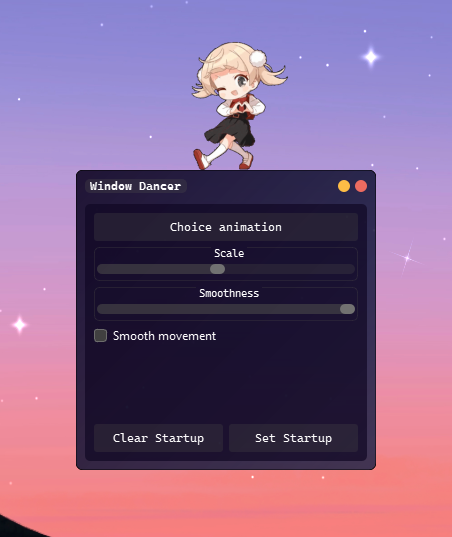 Window Dancer
Choice animation
Scale
Smoothness
Smooth movement
Clear Startup
Set Startup